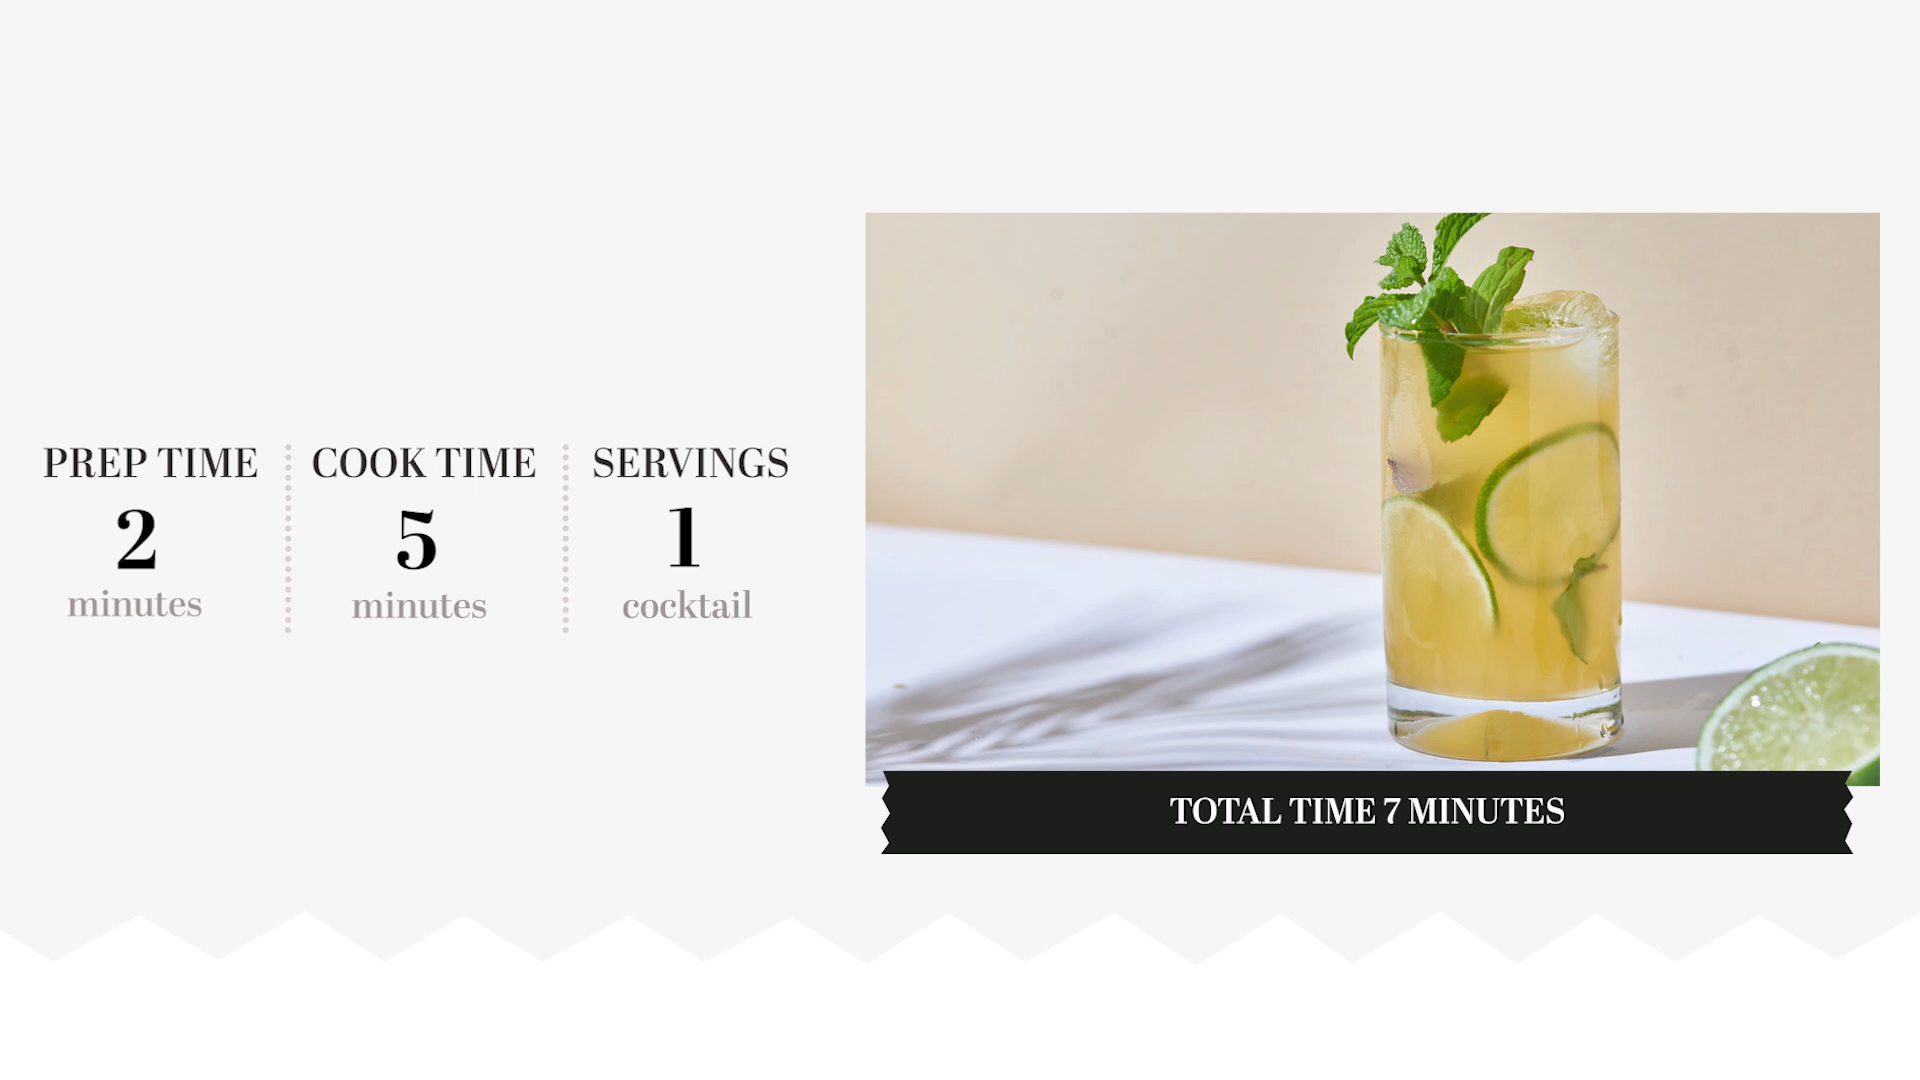 PREP TIME
2
minutes
COOK TIME
5
minutes
SERVINGS
1
cocktail
TOTAL TIME 7 MINUTES